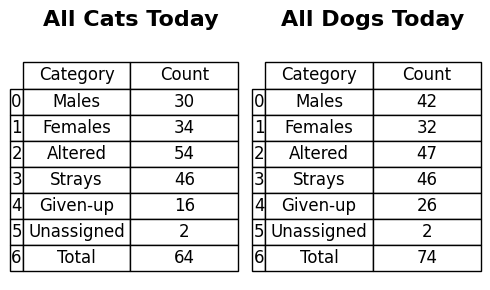 All Cats Today
Category Count
0 Males 30
1 Females 34
2 Altered 54
3 Strays 46
4 Given-up 16
5 Unassigned 2
6 Total 64
All Dogs Today
Category Count
0 Males 42
1 Females 32
2 Altered 47
3 Strays 46
4 Given-up 26
5 Unassigned 2
6 Total 74